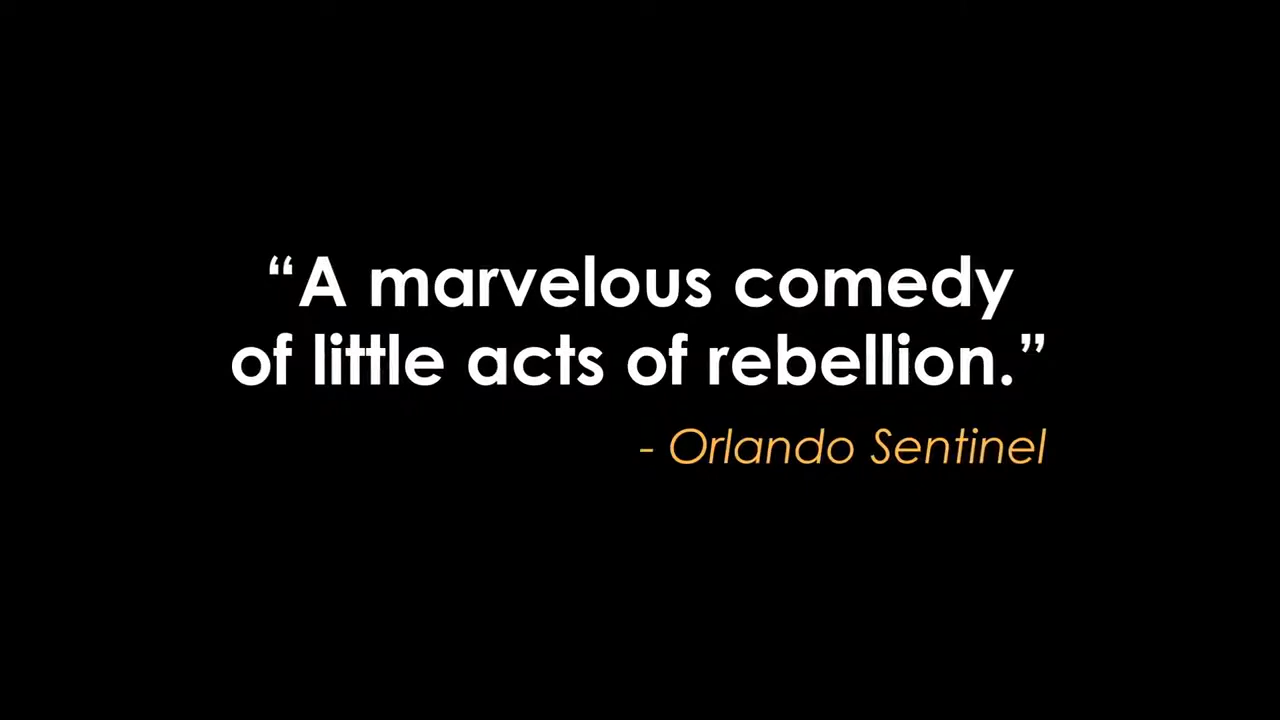 “A marvelous comedy
of little acts of rebellion.”
- Orlando Sentinel